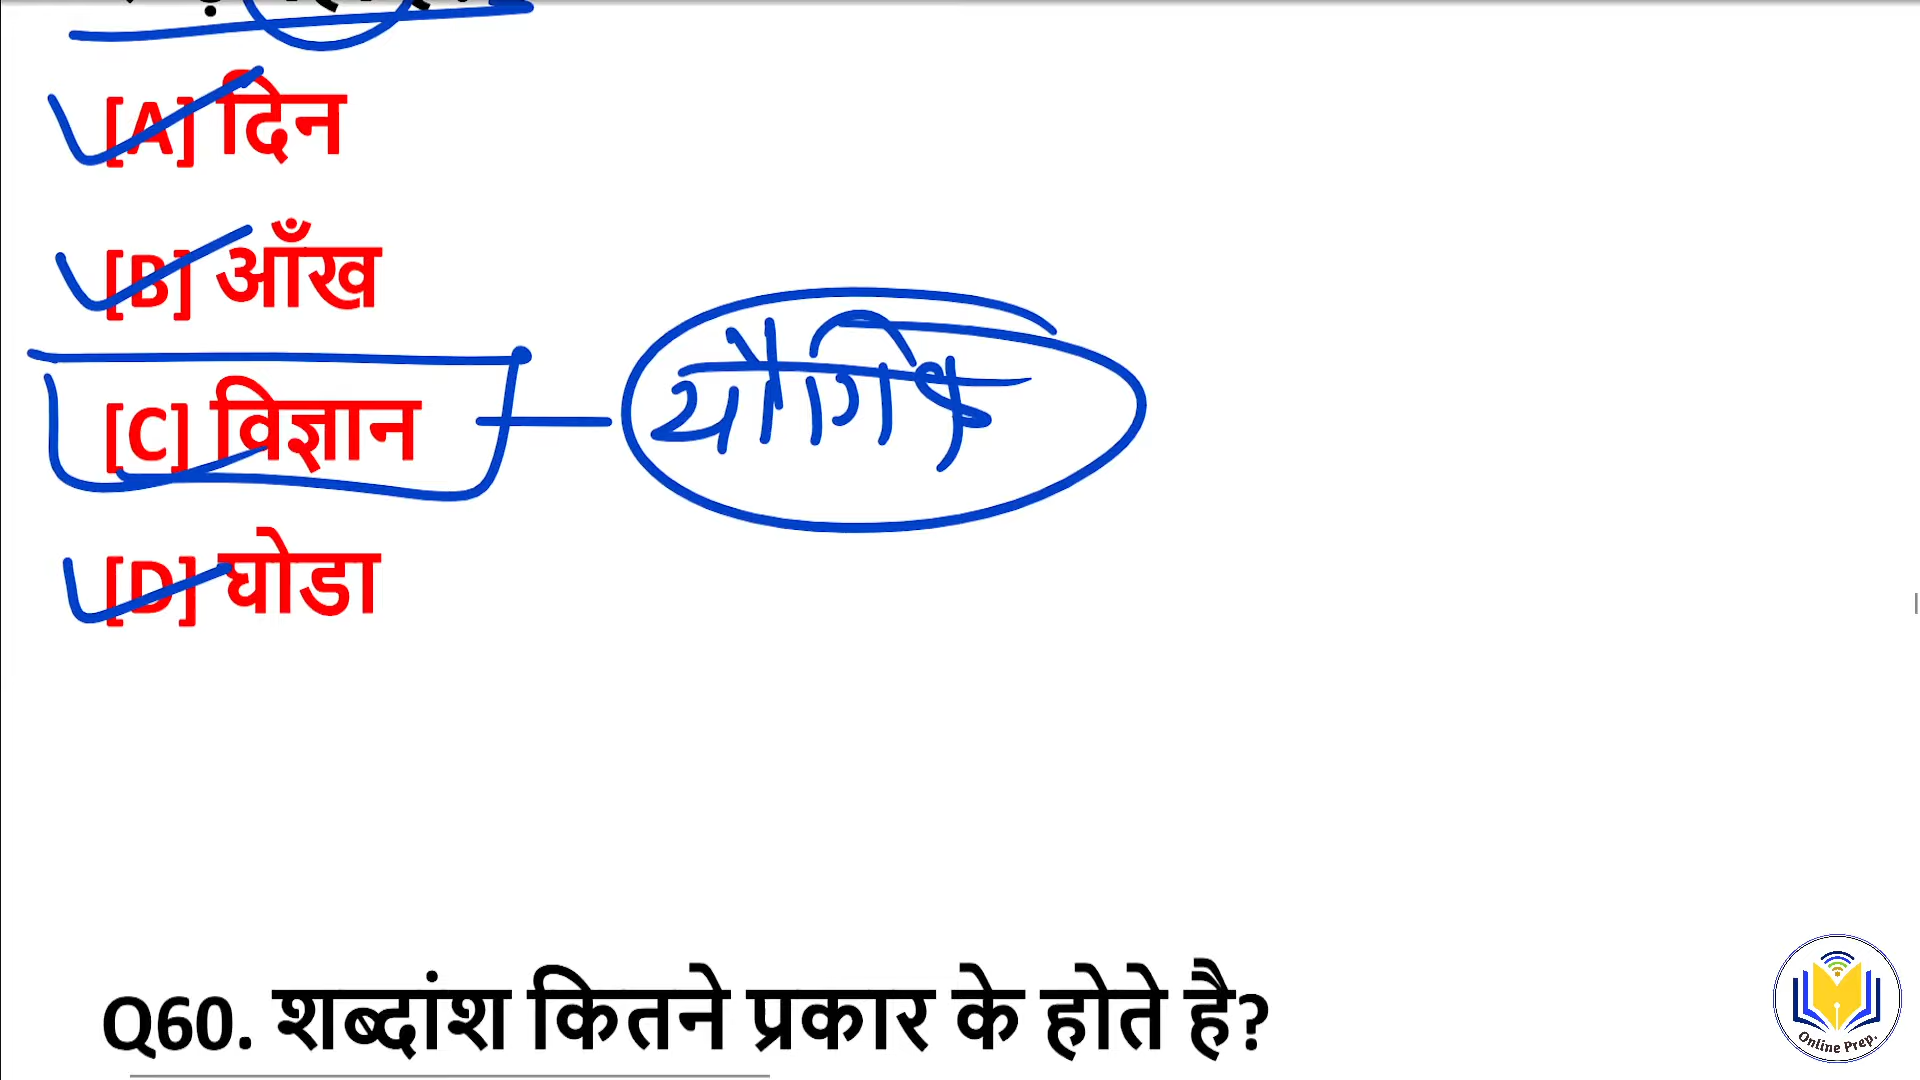 [A] दिन
[B] आँख
[C] विज्ञान
यौगिक
[D] घोडा
Q60. शब्दांश कितने प्रकार के होते है?
Online Prep.